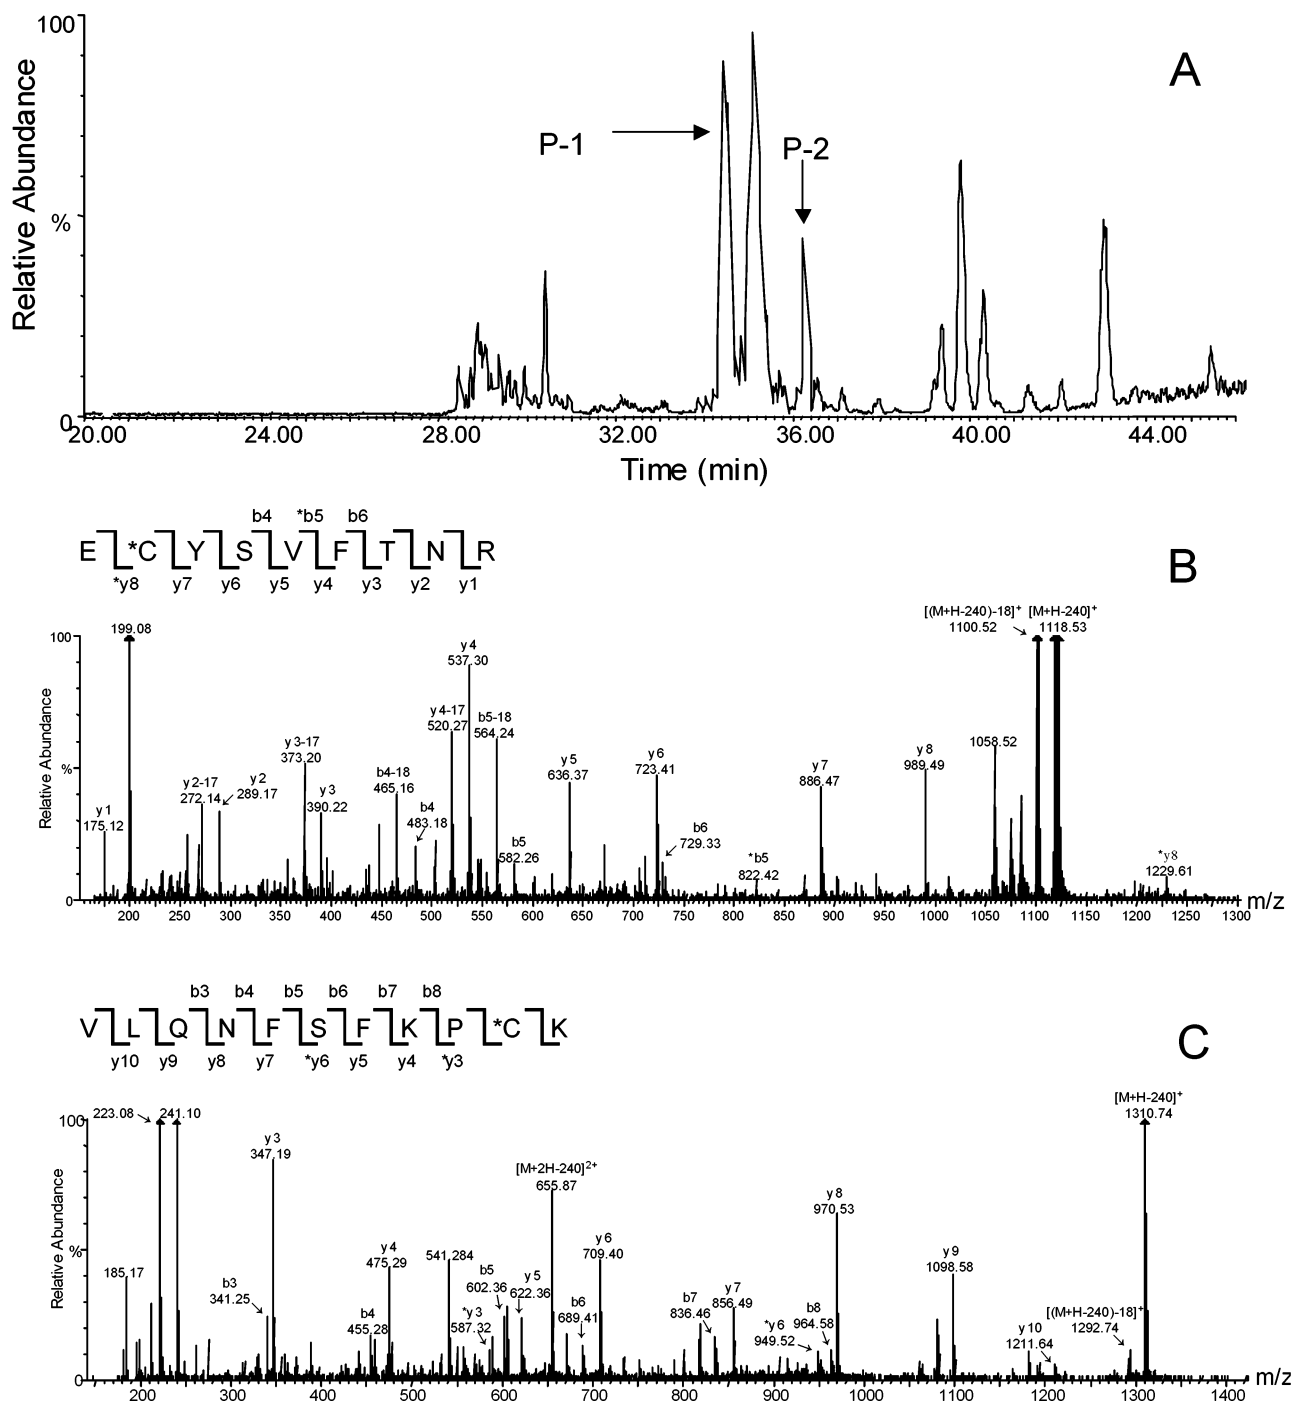 100
A
P-1
P-2
%
0
Relative Abundance
20.00 24.00 28.00 32.00 36.00 40.00 44.00
Time (min)
b4 *b5 b6
E *C Y S V F T N R
*y8 y7 y6 y5 y4 y3 y2 y1
B
[(M+H-240)-18]+ [M+H-240]+
1100.52 1118.53
199.08
100
y4
537.30
y4-17
520.27
b5-18
564.24
y3-17
373.20
y6
723.41
y5
636.37
y8
989.49
1058.52
y7
886.47
y2-17
272.14
y2
289.17
b4-18
465.16
y3
390.22
b4
483.18
y1
175.12
b5
582.26
b6
729.33
*b5
822.42
*y8
1229.61
%
0
Relative Abundance
200 250 300 350 400 450 500 550 600 650 700 750 800 850 900 950 1000 1050 1100 1150 1200 1250 1300 m/z
b3 b4 b5 b6 b7 b8
V L Q N F S F K P *C K
y10 y9 y8 y7 *y6 y5 y4 *y3
C
[M+H-240]+
1310.74
223.08 241.10
100
y3
347.19
[M+2H-240]2+
655.87
y8
970.53
y4
475.29
541.284
y6
709.40
y9
1098.58
185.17
b3
341.25
b5
602.36
y5
622.36
b4
455.28
*y3
587.32
b6
689.41
b7
836.46
y7
856.49
*y6
949.52
b8
964.58
y10
1211.64
[(M+H-240)-18]+
1292.74
%
0
Relative Abundance
200 300 400 500 600 700 800 900 1000 1100 1200 1300 1400 m/z